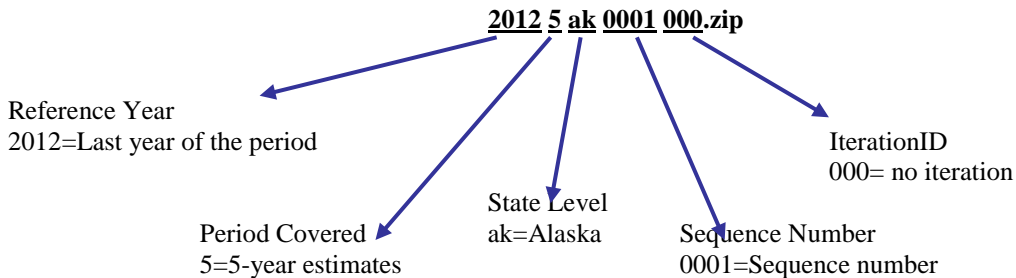 2012 5 ak 0001 000.zip
Reference Year
2012=Last year of the period
IterationID
000= no iteration
State Level
ak=Alaska
Period Covered
5=5-year estimates
Sequence Number
0001=Sequence number